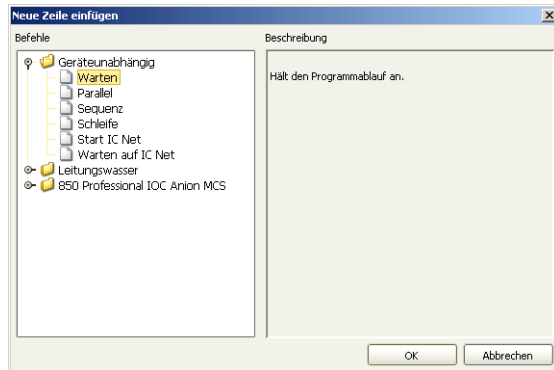 Neue Zeile einfügen
Befehle
Geräteunabhängig
Warten
Parallel
Sequenz
Schleife
Start IC Net
Warten auf IC Net
Leitungswasser
850 Professional IOC Anion MCS
Beschreibung
Hält den Programmablauf an.
OK
Abbrechen